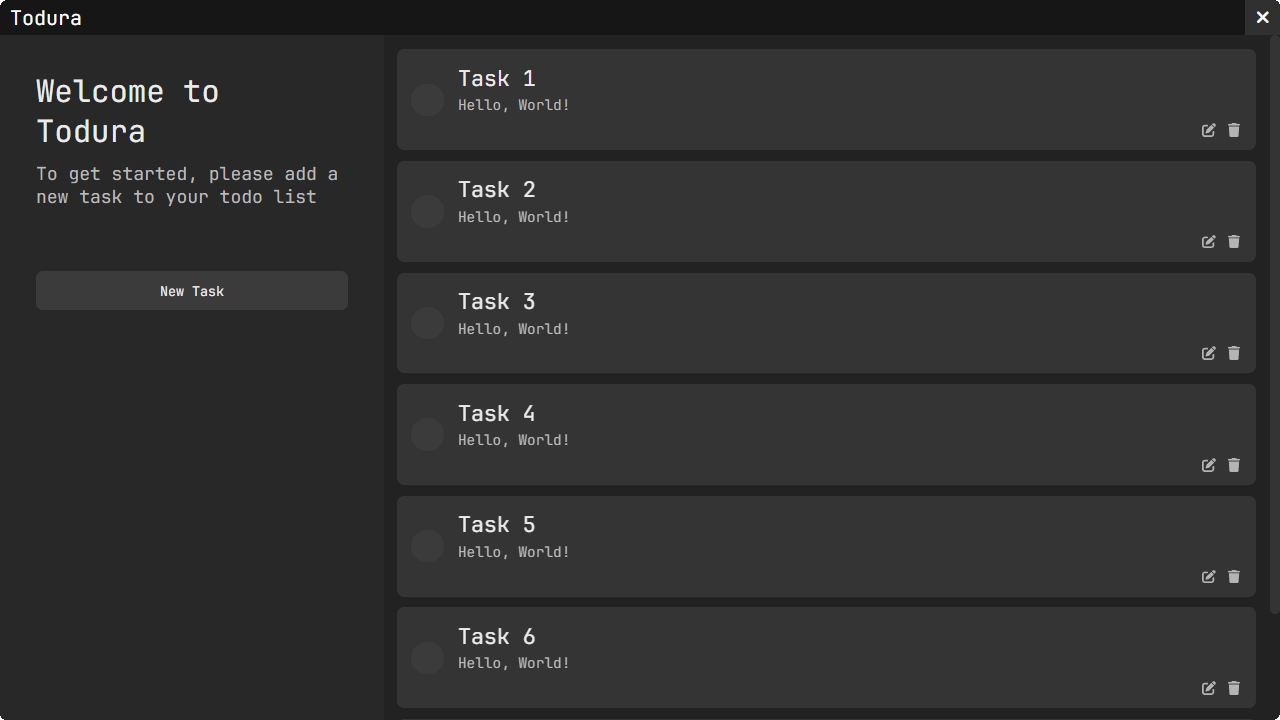 Todura
Welcome to
Todura
To get started, please add a
new task to your todo list
New Task
Task 1
Hello, World!
Task 2
Hello, World!
Task 3
Hello, World!
Task 4
Hello, World!
Task 5
Hello, World!
Task 6
Hello, World!